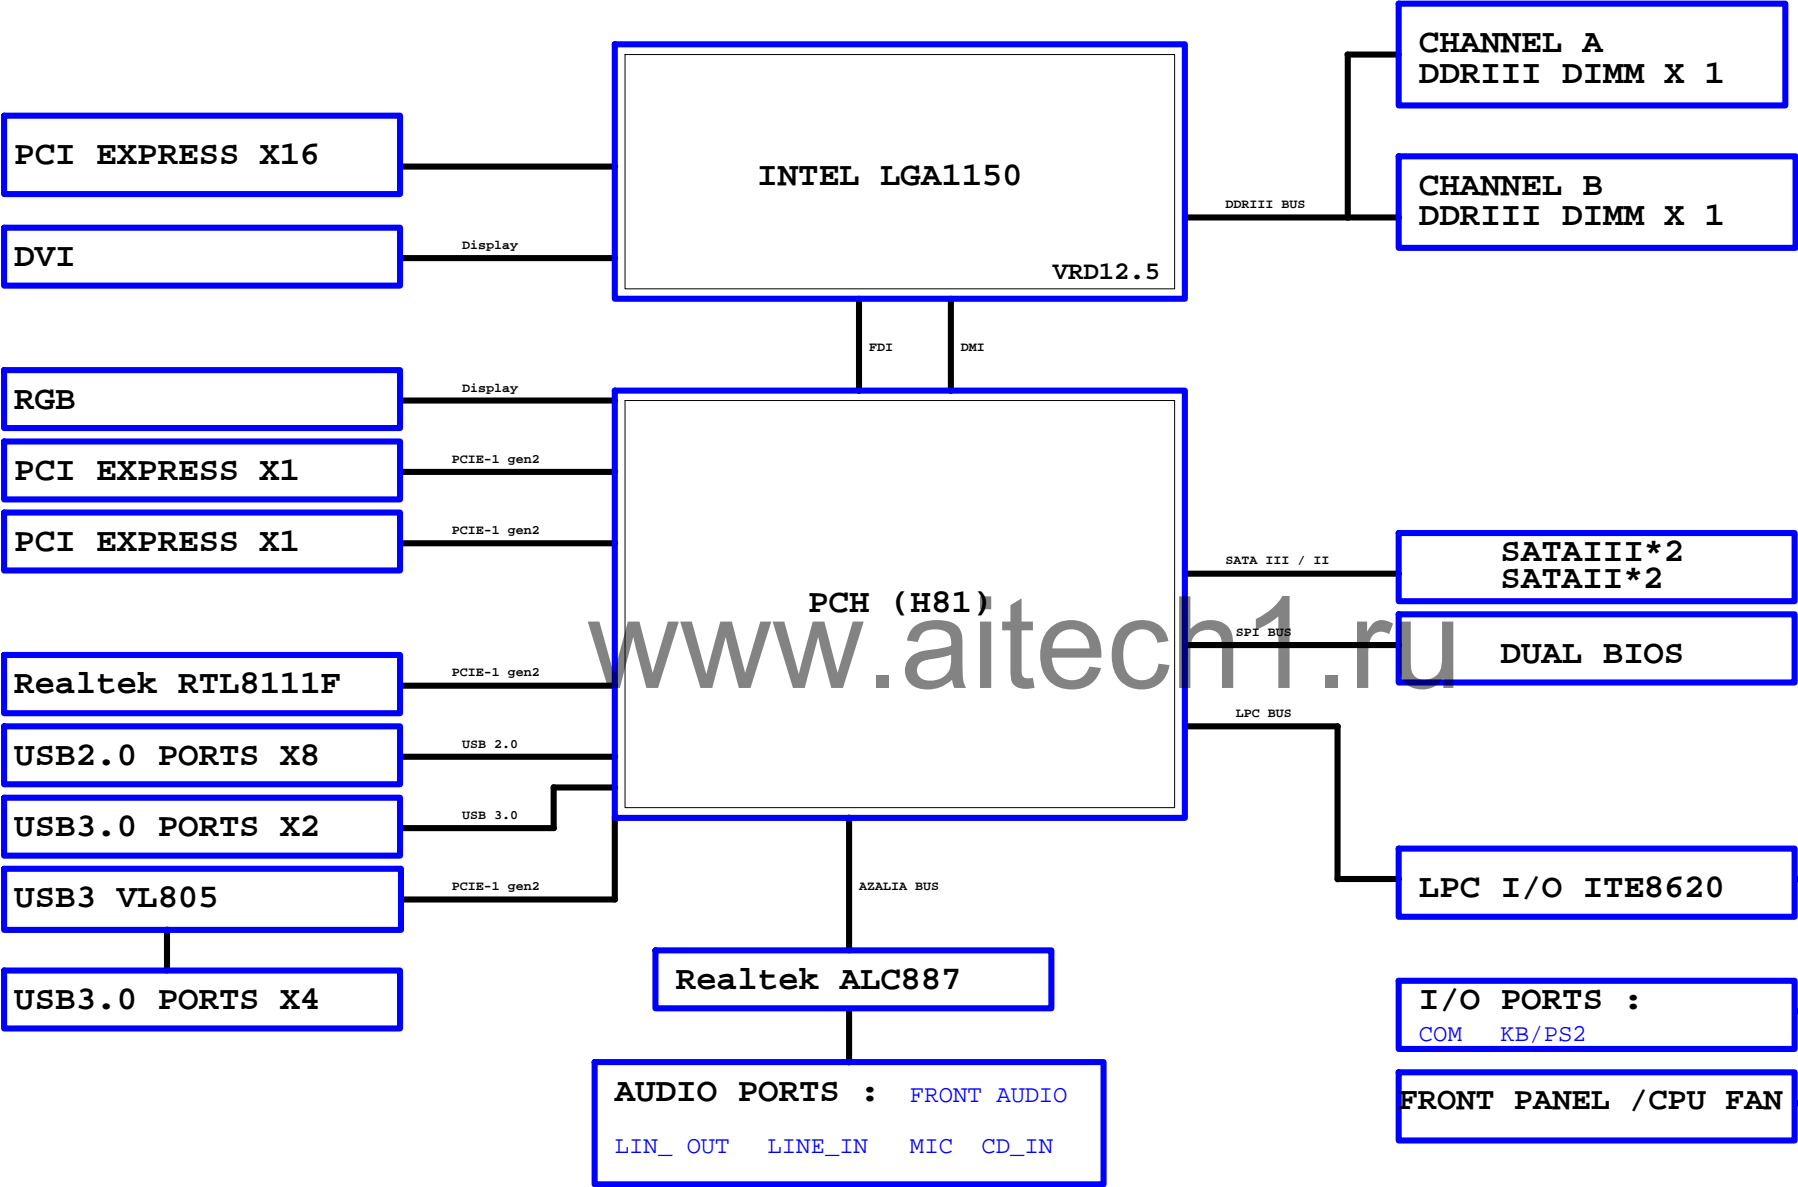 CHANNEL A
DDRIII DIMM X 1
PCI EXPRESS X16
INTEL LGA1150
CHANNEL B
DDRIII DIMM X 1
DDRIII BUS
DVI
Display
VRD12.5
FDI
DMI
RGB
Display
PCI EXPRESS X1
PCIE-1 gen2
PCI EXPRESS X1
PCIE-1 gen2
SATA III / II
SATAIII*2
SATAII*2
PCH (H81)
www.aitech1.ru
SPI BUS
DUAL BIOS
Realtek RTL8111F
PCIE-1 gen2
LPC BUS
USB2.0 PORTS X8
USB 2.0
USB3.0 PORTS X2
USB 3.0
USB3 VL805
PCIE-1 gen2
AZALIA BUS
LPC I/O ITE8620
Realtek ALC887
USB3.0 PORTS X4
I/O PORTS :
COM KB/PS2
AUDIO PORTS : FRONT AUDIO
LIN_ OUT LINE_IN MIC CD_IN
FRONT PANEL /CPU FAN